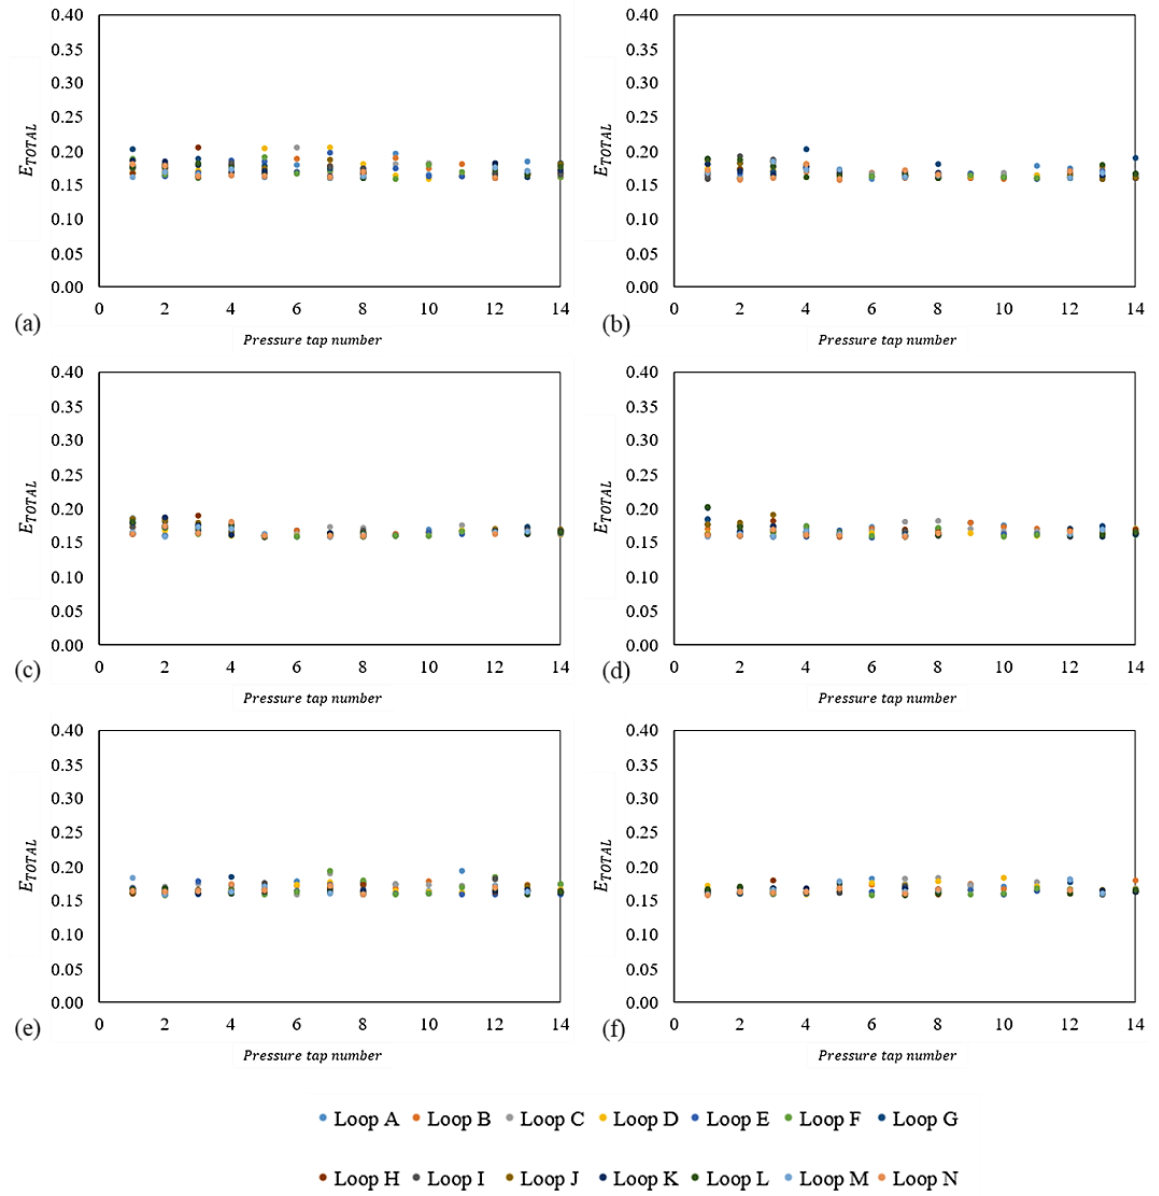 0.40 0.40
0.35 0.35
0.30 0.30
0.25 0.25
E_TOTAL 0.20 E_TOTAL 0.20
0.15 0.15
0.10 0.10
0.05 0.05
0.00 0.00
0 2 4 6 8 10 12 14 0 2 4 6 8 10 12 14
(a) (b)
Pressure tap number Pressure tap number
0.40 0.40
0.35 0.35
0.30 0.30
0.25 0.25
E_TOTAL 0.20 E_TOTAL 0.20
0.15 0.15
0.10 0.10
0.05 0.05
0.00 0.00
0 2 4 6 8 10 12 14 0 2 4 6 8 10 12 14
(c) (d)
Pressure tap number Pressure tap number
0.40 0.40
0.35 0.35
0.30 0.30
0.25 0.25
E_TOTAL 0.20 E_TOTAL 0.20
0.15 0.15
0.10 0.10
0.05 0.05
0.00 0.00
0 2 4 6 8 10 12 14 0 2 4 6 8 10 12 14
(e) (f)
Pressure tap number Pressure tap number
Loop A Loop B Loop C Loop D Loop E Loop F Loop G
Loop H Loop I Loop J Loop K Loop L Loop M Loop N